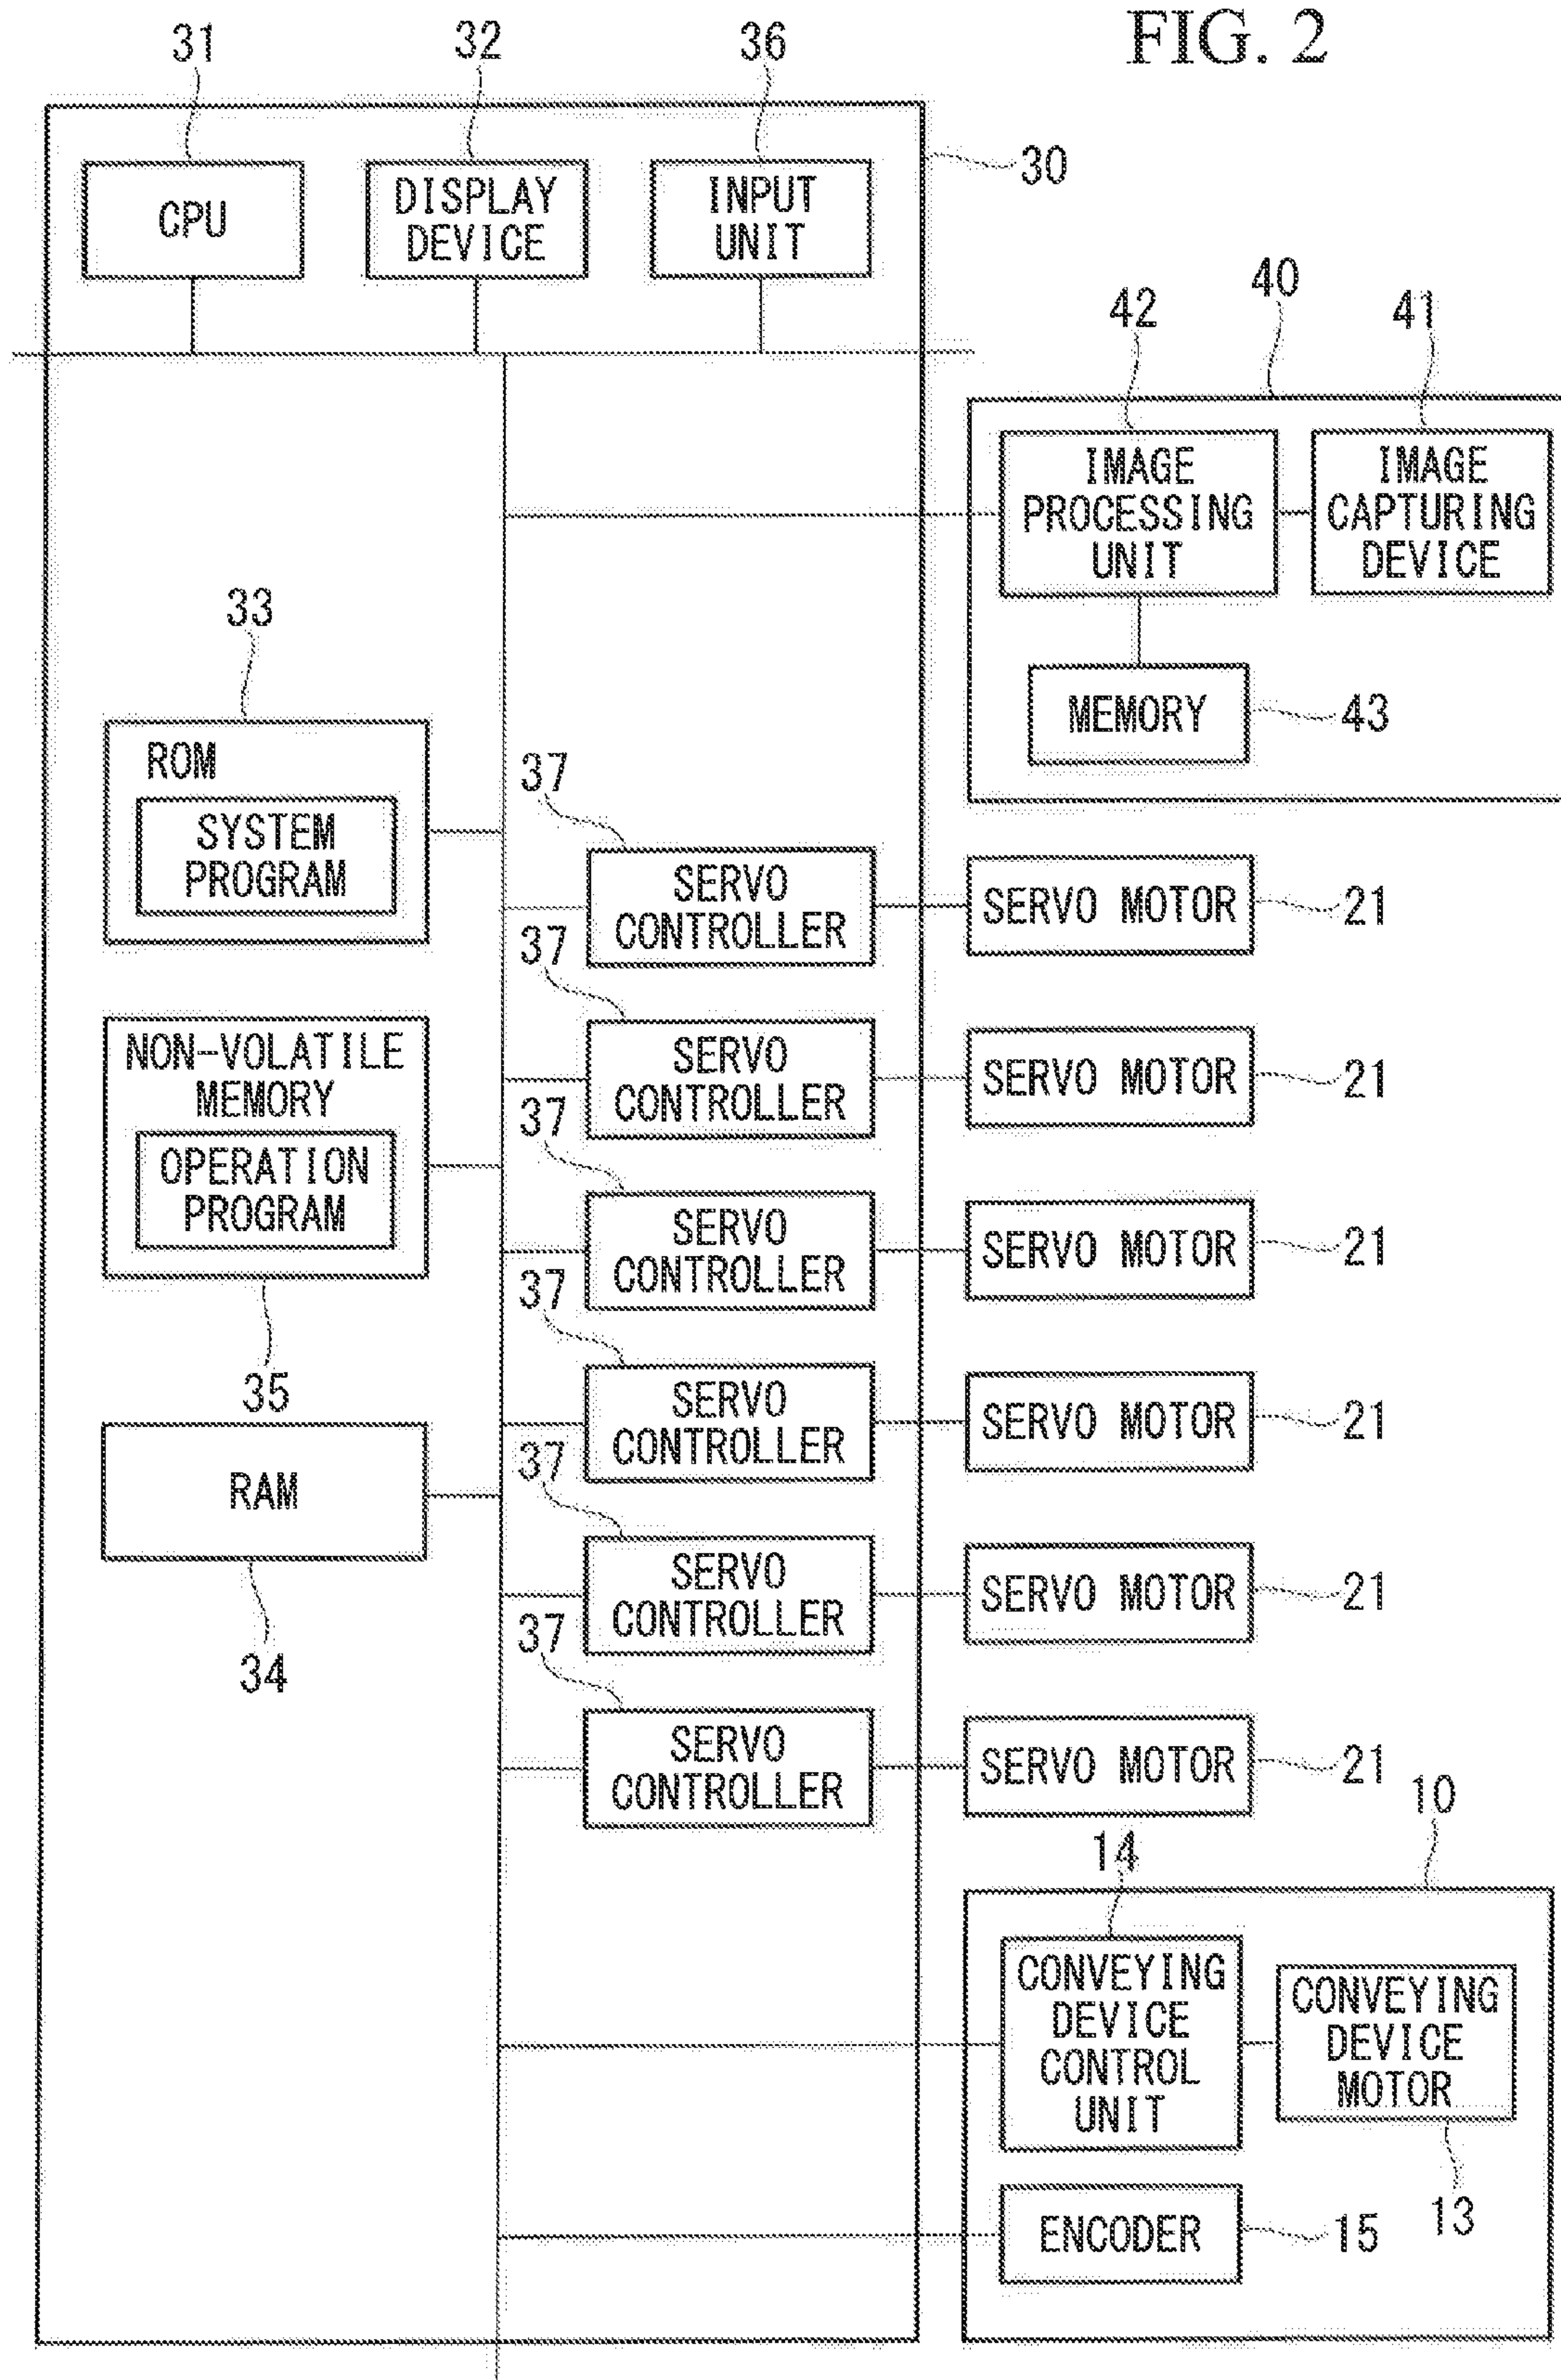 FIG. 2
31
32
36
30
CPU
DISPLAY
DEVICE
INPUT
UNIT
42
40
41
IMAGE
PROCESSING
UNIT
IMAGE
CAPTURING
DEVICE
MEMORY
43
33
ROM
SYSTEM
PROGRAM
37
SERVO
CONTROLLER
SERVO MOTOR
21
NON-VOLATILE
MEMORY
OPERATION
PROGRAM
35
37
SERVO
CONTROLLER
SERVO MOTOR
21
37
SERVO
CONTROLLER
SERVO MOTOR
21
37
SERVO
CONTROLLER
SERVO MOTOR
21
RAM
34
37
SERVO
CONTROLLER
SERVO MOTOR
21
37
SERVO
CONTROLLER
SERVO MOTOR
21
14
10
CONVEYING
DEVICE
CONTROL
UNIT
CONVEYING
DEVICE
MOTOR
13
ENCODER
15